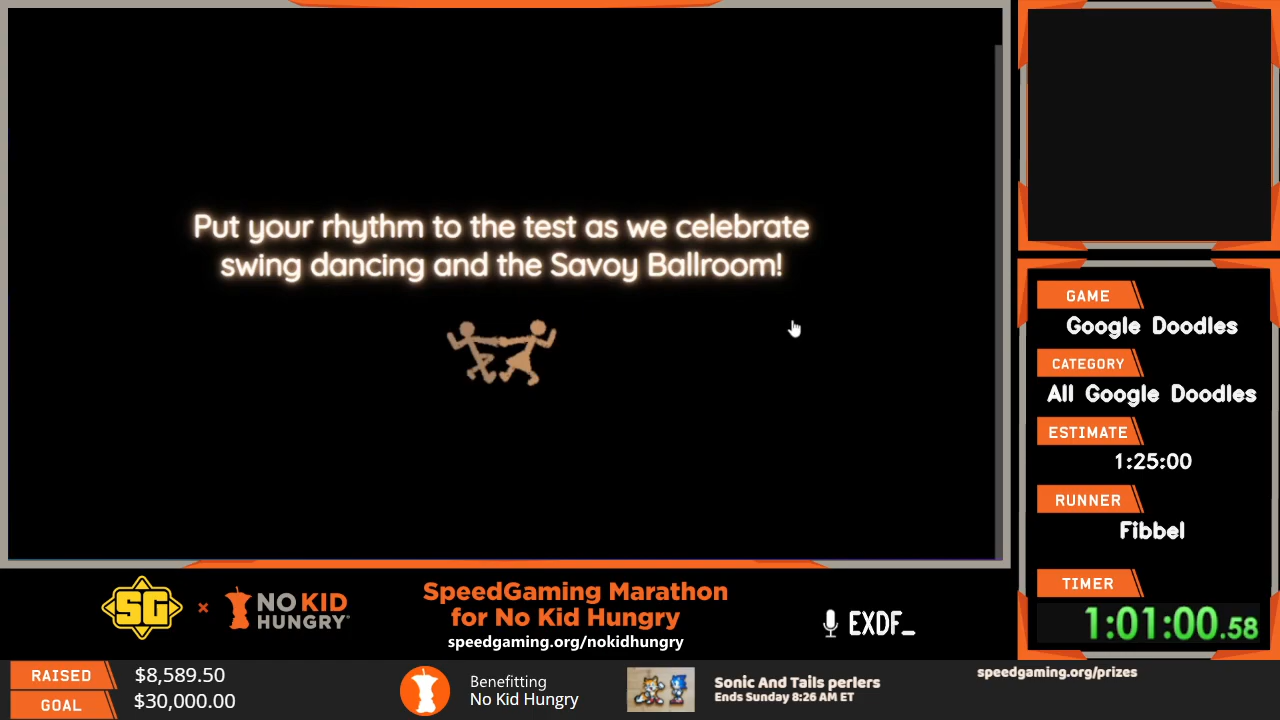 Put your rhythm to the test as we celebrate
swing dancing and the Savoy Ballroom!
GAME
Google Doodles
CATEGORY
All Google Doodles
ESTIMATE
1:25:00
RUNNER
Fibbel
TIMER
1:01:00.58
SG × NO KID HUNGRY
SpeedGaming Marathon
for No Kid Hungry
speedgaming.org/nokidhungry
EXDF_
RAISED $8,589.50
GOAL $30,000.00
Benefitting
No Kid Hungry
Sonic And Tails perlers
Ends Sunday 8:26 AM ET
speedgaming.org/prizes